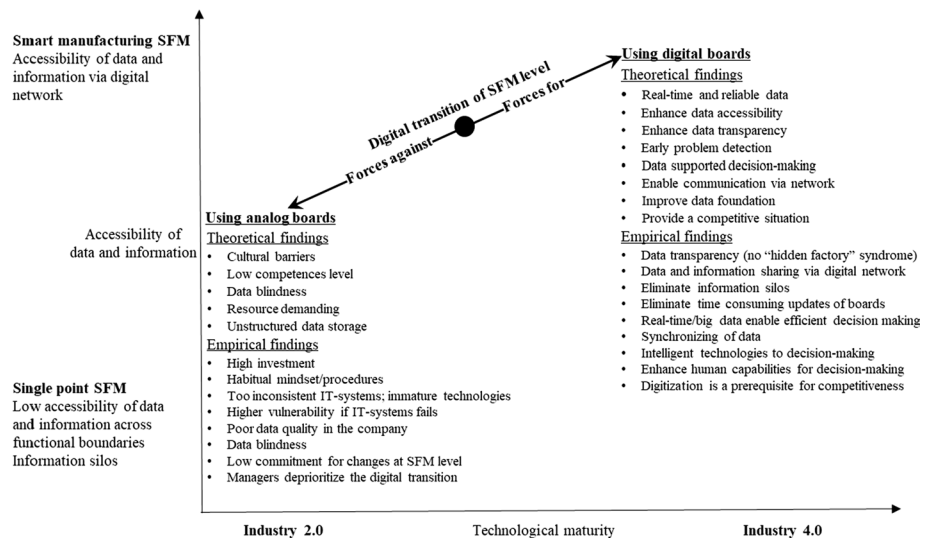 Smart manufacturing SFM
Accessibility of data and
information via digital
network
Accessibility of
data and information
Single point SFM
Low accessibility of data
and information across
functional boundaries
Information silos
Digital transition of SFM level
Forces against
Forces for
Using analog boards
Theoretical findings
• Cultural barriers
• Low competences level
• Data blindness
• Resource demanding
• Unstructured data storage
Empirical findings
• High investment
• Habitual mindset/procedures
• Too inconsistent IT-systems; immature technologies
• Higher vulnerability if IT-systems fails
• Poor data quality in the company
• Data blindness
• Low commitment for changes at SFM level
• Managers deprioritize the digital transition
Using digital boards
Theoretical findings
• Real-time and reliable data
• Enhance data accessibility
• Enhance data transparency
• Early problem detection
• Data supported decision-making
• Enable communication via network
• Improve data foundation
• Provide a competitive situation
Empirical findings
• Data transparency (no “hidden factory” syndrome)
• Data and information sharing via digital network
• Eliminate information silos
• Eliminate time consuming updates of boards
• Real-time/big data enable efficient decision making
• Synchronizing of data
• Intelligent technologies to decision-making
• Enhance human capabilities for decision-making
• Digitization is a prerequisite for competitiveness
Industry 2.0
Technological maturity
Industry 4.0